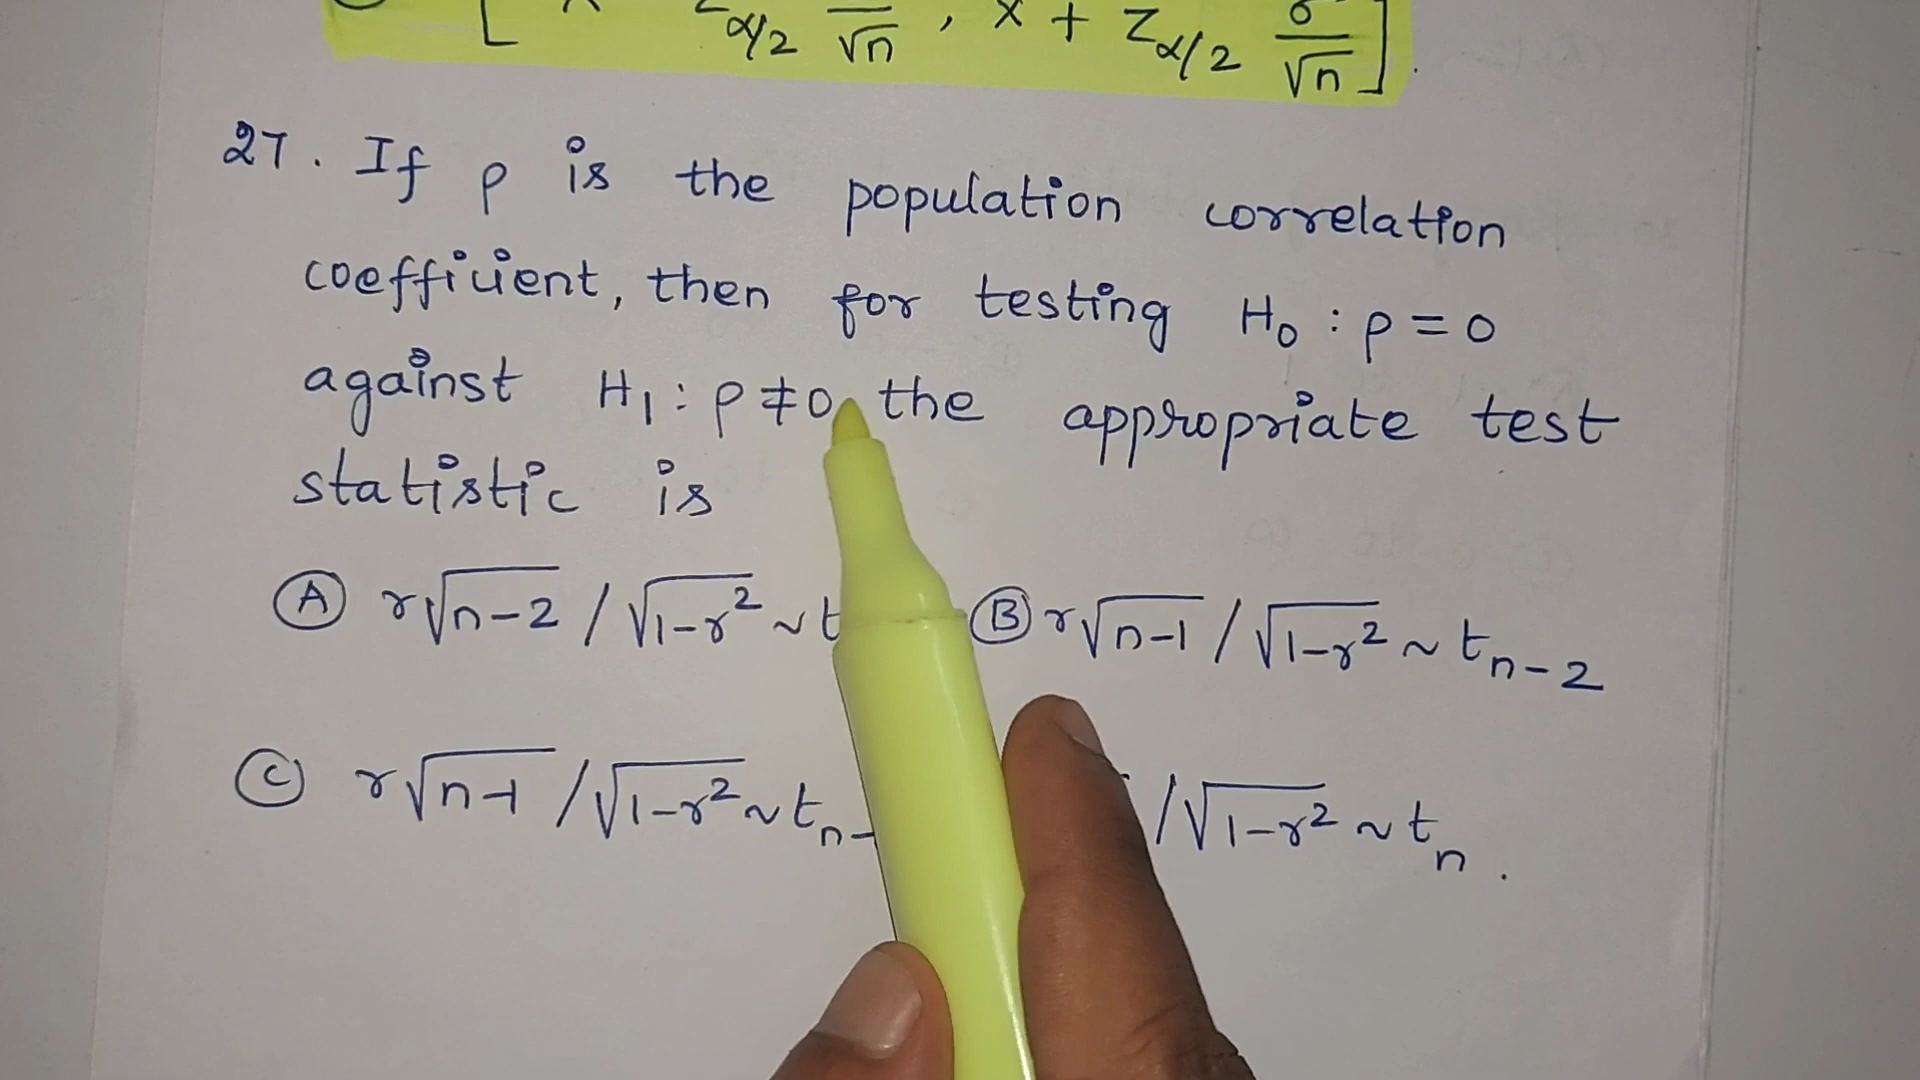 α/2 √n , x + Z α/2 σ/√n ] .
27. If ρ is the population correlation
coefficient, then for testing H₀ : ρ = 0
against H₁ : ρ ≠ 0, the appropriate test
statistic is
(A) r√n-2 / √1-r² ~ t (B) r√n-1 / √1-r² ~ tn-2
(C) r√n-1 / √1-r² ~ tn- / √1-r² ~ tn .